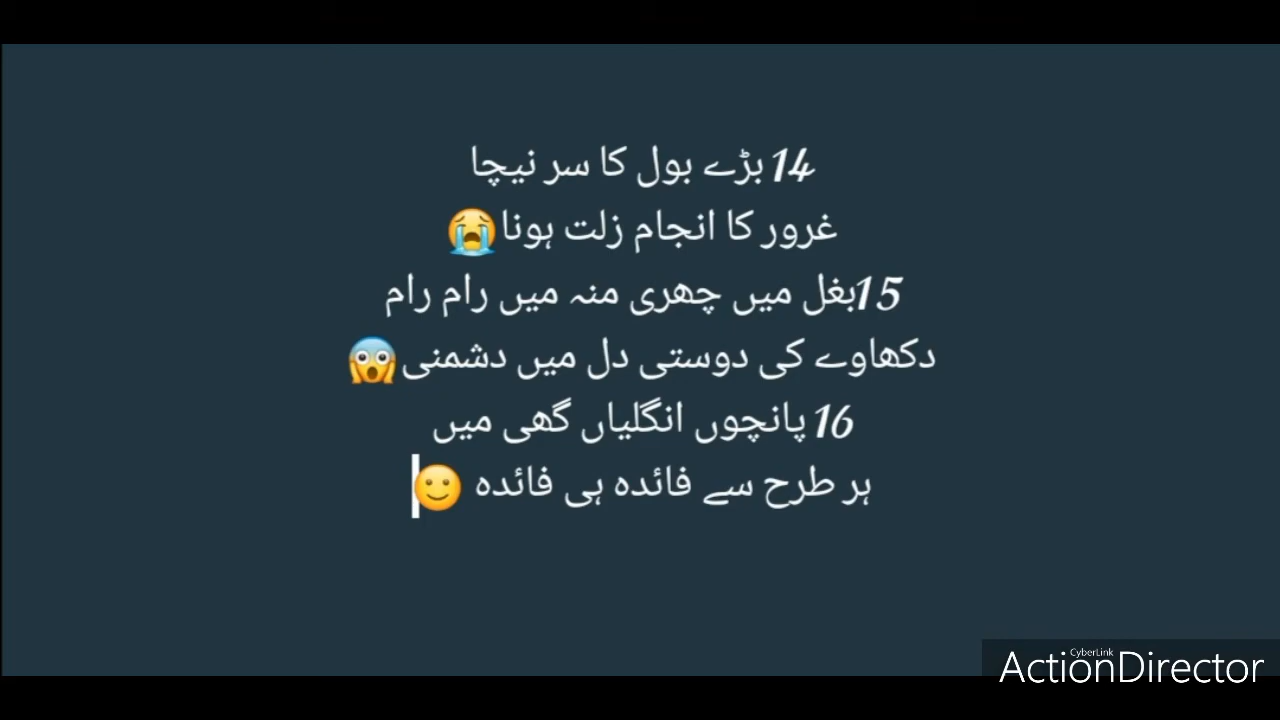 14 بڑے بول کا سر نیچا
غرور کا انجام زلت ہونا😭
15بغل میں چھری منہ میں رام رام
دکھاوے کی دوستی دل میں دشمنی😱
16 پانچوں انگلیاں گھی میں
ہر طرح سے فائدہ ہی فائدہ 🙂
CyberLink
ActionDirector